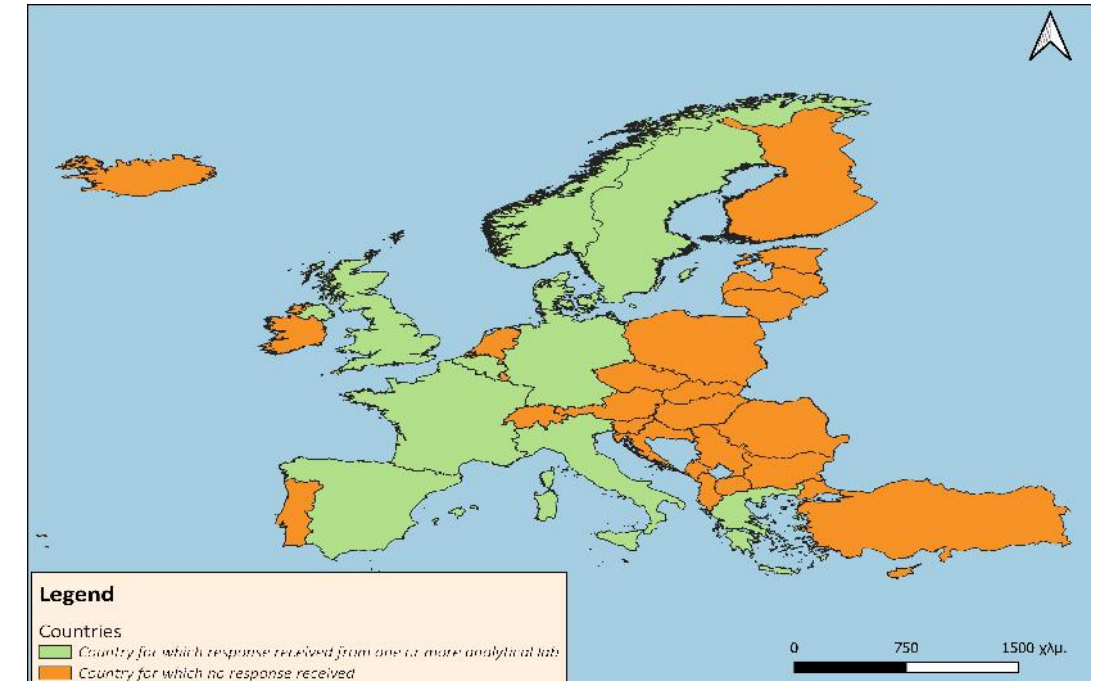 Legend
Countries
Country for which response received from one or more analytical lab
Country for which no response received
0 750 1500 χλμ.